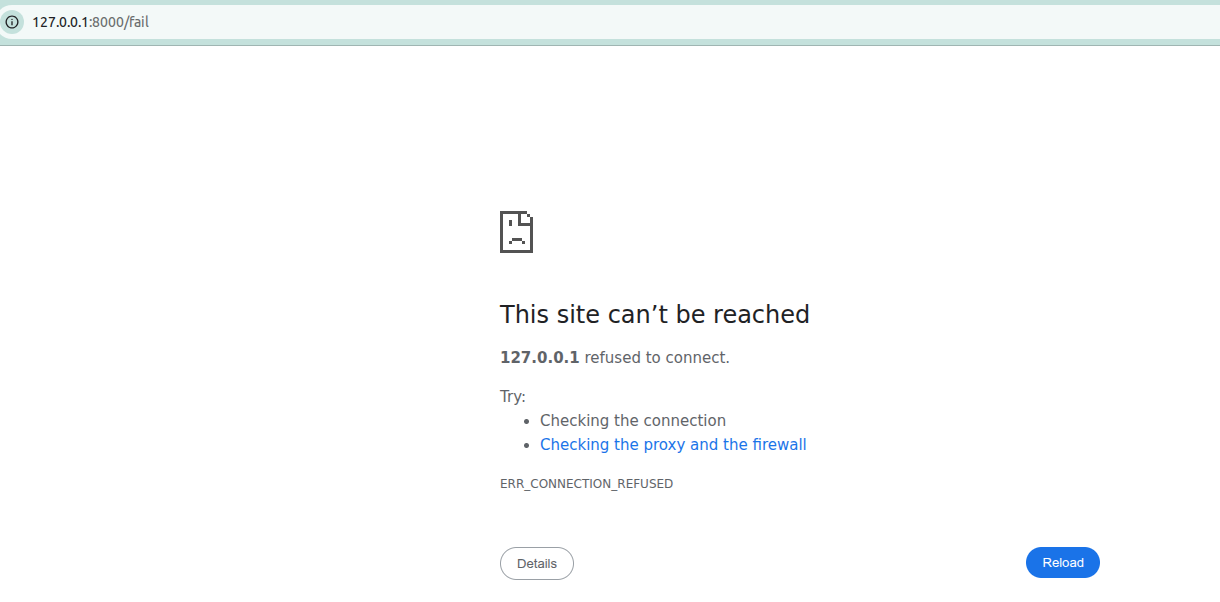 127.0.0.1:8000/fail
This site can’t be reached
127.0.0.1 refused to connect.
Try:
• Checking the connection
• Checking the proxy and the firewall
ERR_CONNECTION_REFUSED
Details
Reload